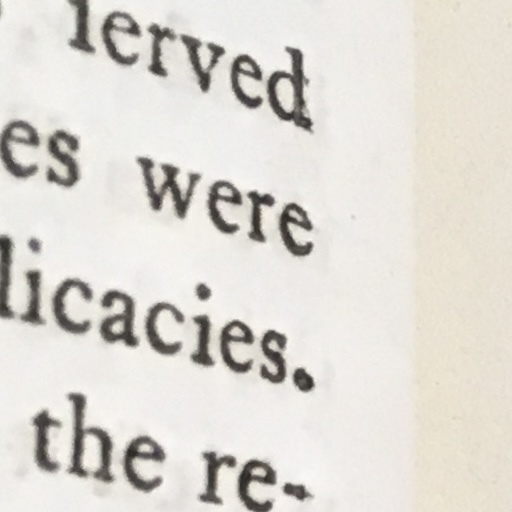 ſerved
es were
licacies.
the re-